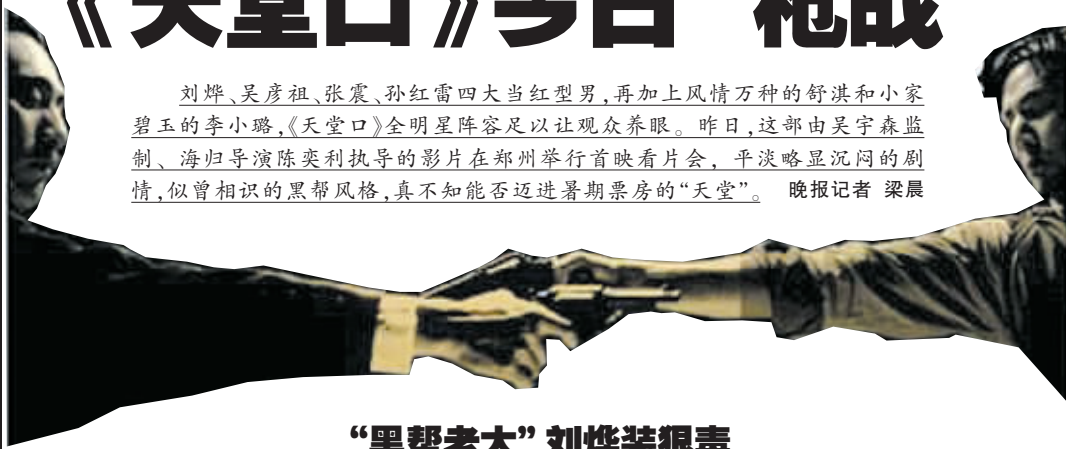 《天堂口》今日“枪战
刘烨、吴彦祖、张震、孙红雷四大当红型男，再加上风情万种的舒淇和小家
碧玉的李小璐，《天堂口》全明星阵容足以让观众养眼。昨日，这部由吴宇森监
制、海归导演陈奕利执导的影片在郑州举行首映看片会，平淡略显沉闷的剧
情，似曾相识的黑帮风格，真不知能否迈进暑期票房的“天堂”。 晚报记者 梁晨
“黑帮老大”刘烨装狠毒